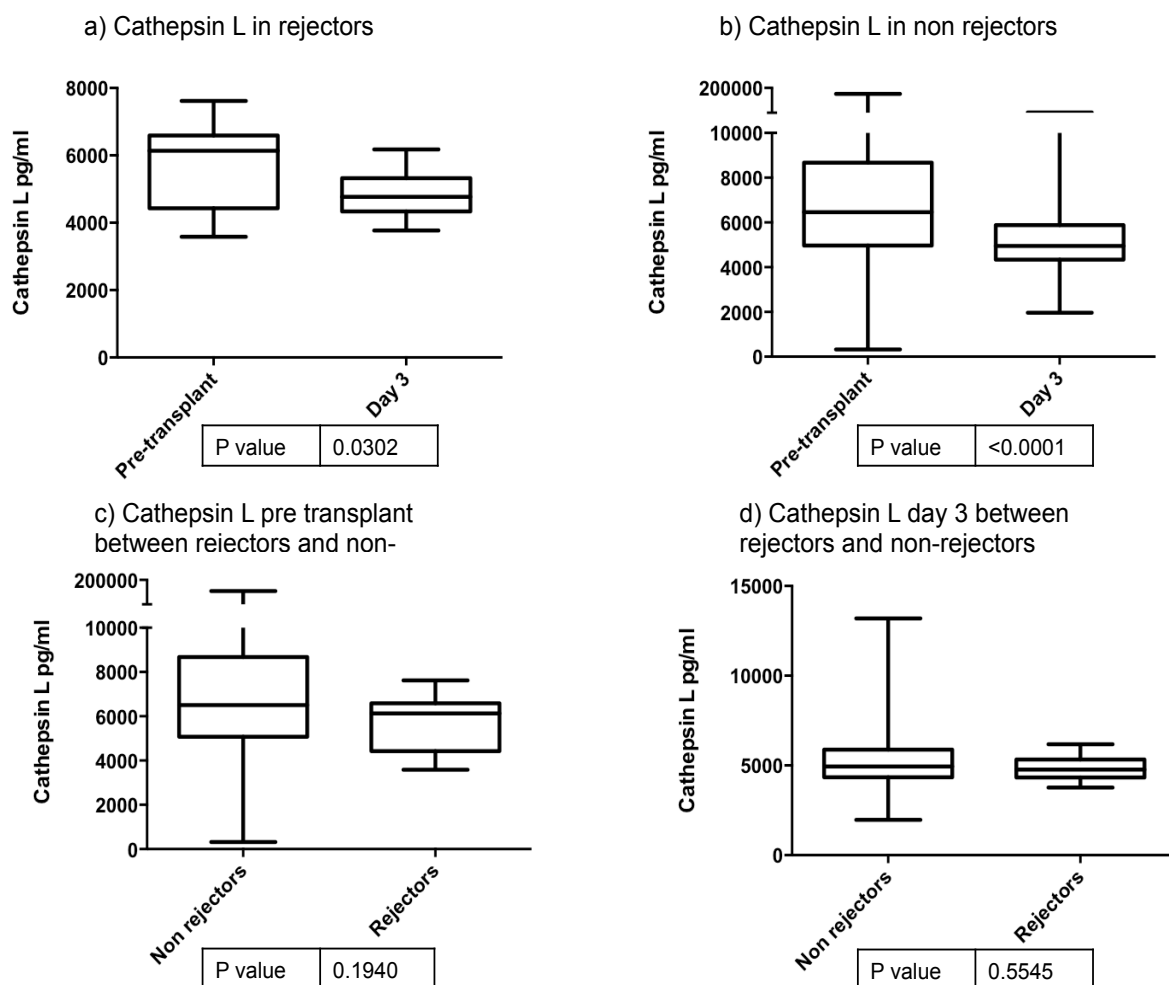 a) Cathepsin L in rejectors
Cathepsin L pg/ml
8000
6000
4000
2000
0
Pre-transplant
Day 3
P value 0.0302
b) Cathepsin L in non rejectors
Cathepsin L pg/ml
200000
10000
8000
6000
4000
2000
0
Pre-transplant
Day 3
P value <0.0001
c) Cathepsin L pre transplant
between rejectors and non-
Cathepsin L pg/ml
200000
10000
8000
6000
4000
2000
0
Non rejectors
Rejectors
P value 0.1940
d) Cathepsin L day 3 between
rejectors and non-rejectors
Cathepsin L pg/ml
15000
10000
5000
0
Non rejectors
Rejectors
P value 0.5545